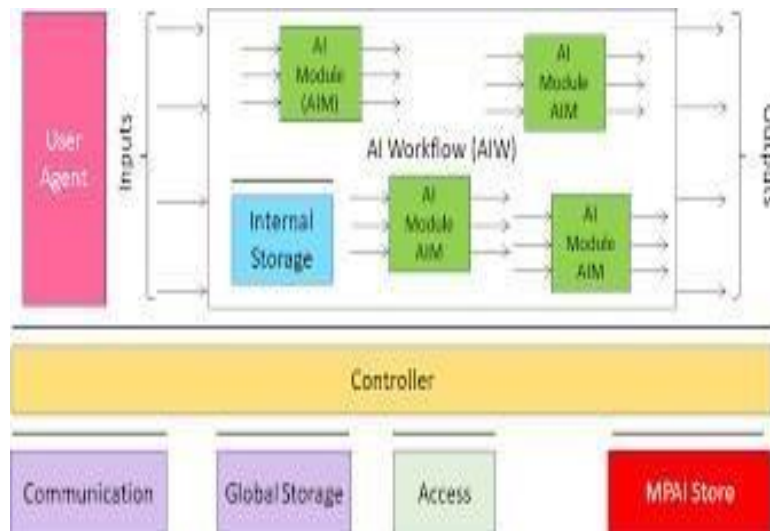 User
Agent
Inputs
AI
Module
(AIM)
AI
Module
AIM
AI Workflow (AIW)
Internal
Storage
AI
Module
AIM
AI
Module
AIM
Outputs
Controller
Communication
Global Storage
Access
MPAI Store